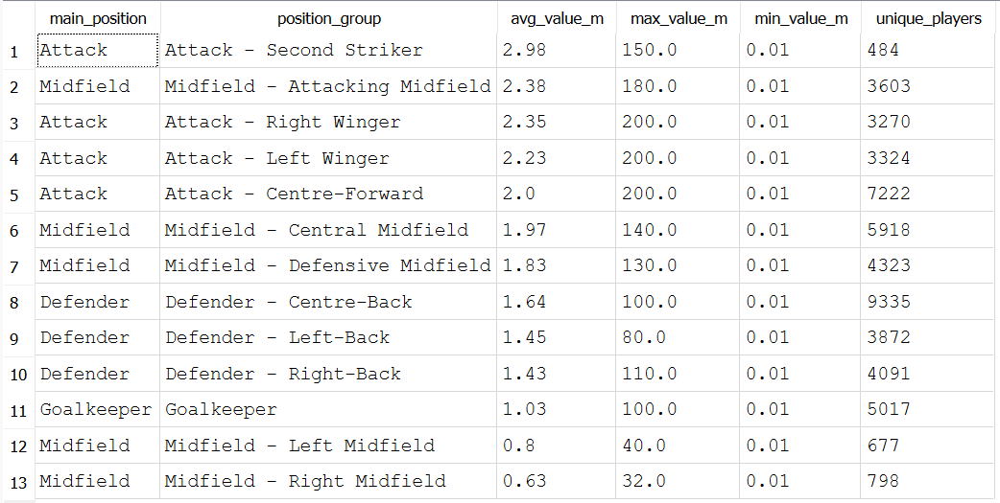 main_position position_group avg_value_m max_value_m min_value_m unique_players
1 Attack Attack - Second Striker 2.98 150.0 0.01 484
2 Midfield Midfield - Attacking Midfield 2.38 180.0 0.01 3603
3 Attack Attack - Right Winger 2.35 200.0 0.01 3270
4 Attack Attack - Left Winger 2.23 200.0 0.01 3324
5 Attack Attack - Centre-Forward 2.0 200.0 0.01 7222
6 Midfield Midfield - Central Midfield 1.97 140.0 0.01 5918
7 Midfield Midfield - Defensive Midfield 1.83 130.0 0.01 4323
8 Defender Defender - Centre-Back 1.64 100.0 0.01 9335
9 Defender Defender - Left-Back 1.45 80.0 0.01 3872
10 Defender Defender - Right-Back 1.43 110.0 0.01 4091
11 Goalkeeper Goalkeeper 1.03 100.0 0.01 5017
12 Midfield Midfield - Left Midfield 0.8 40.0 0.01 677
13 Midfield Midfield - Right Midfield 0.63 32.0 0.01 798